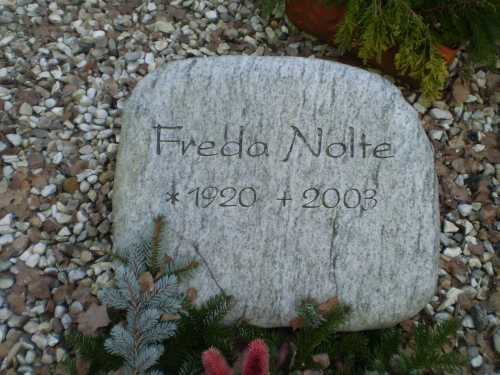 Freda Nolte
* 1920 + 2003